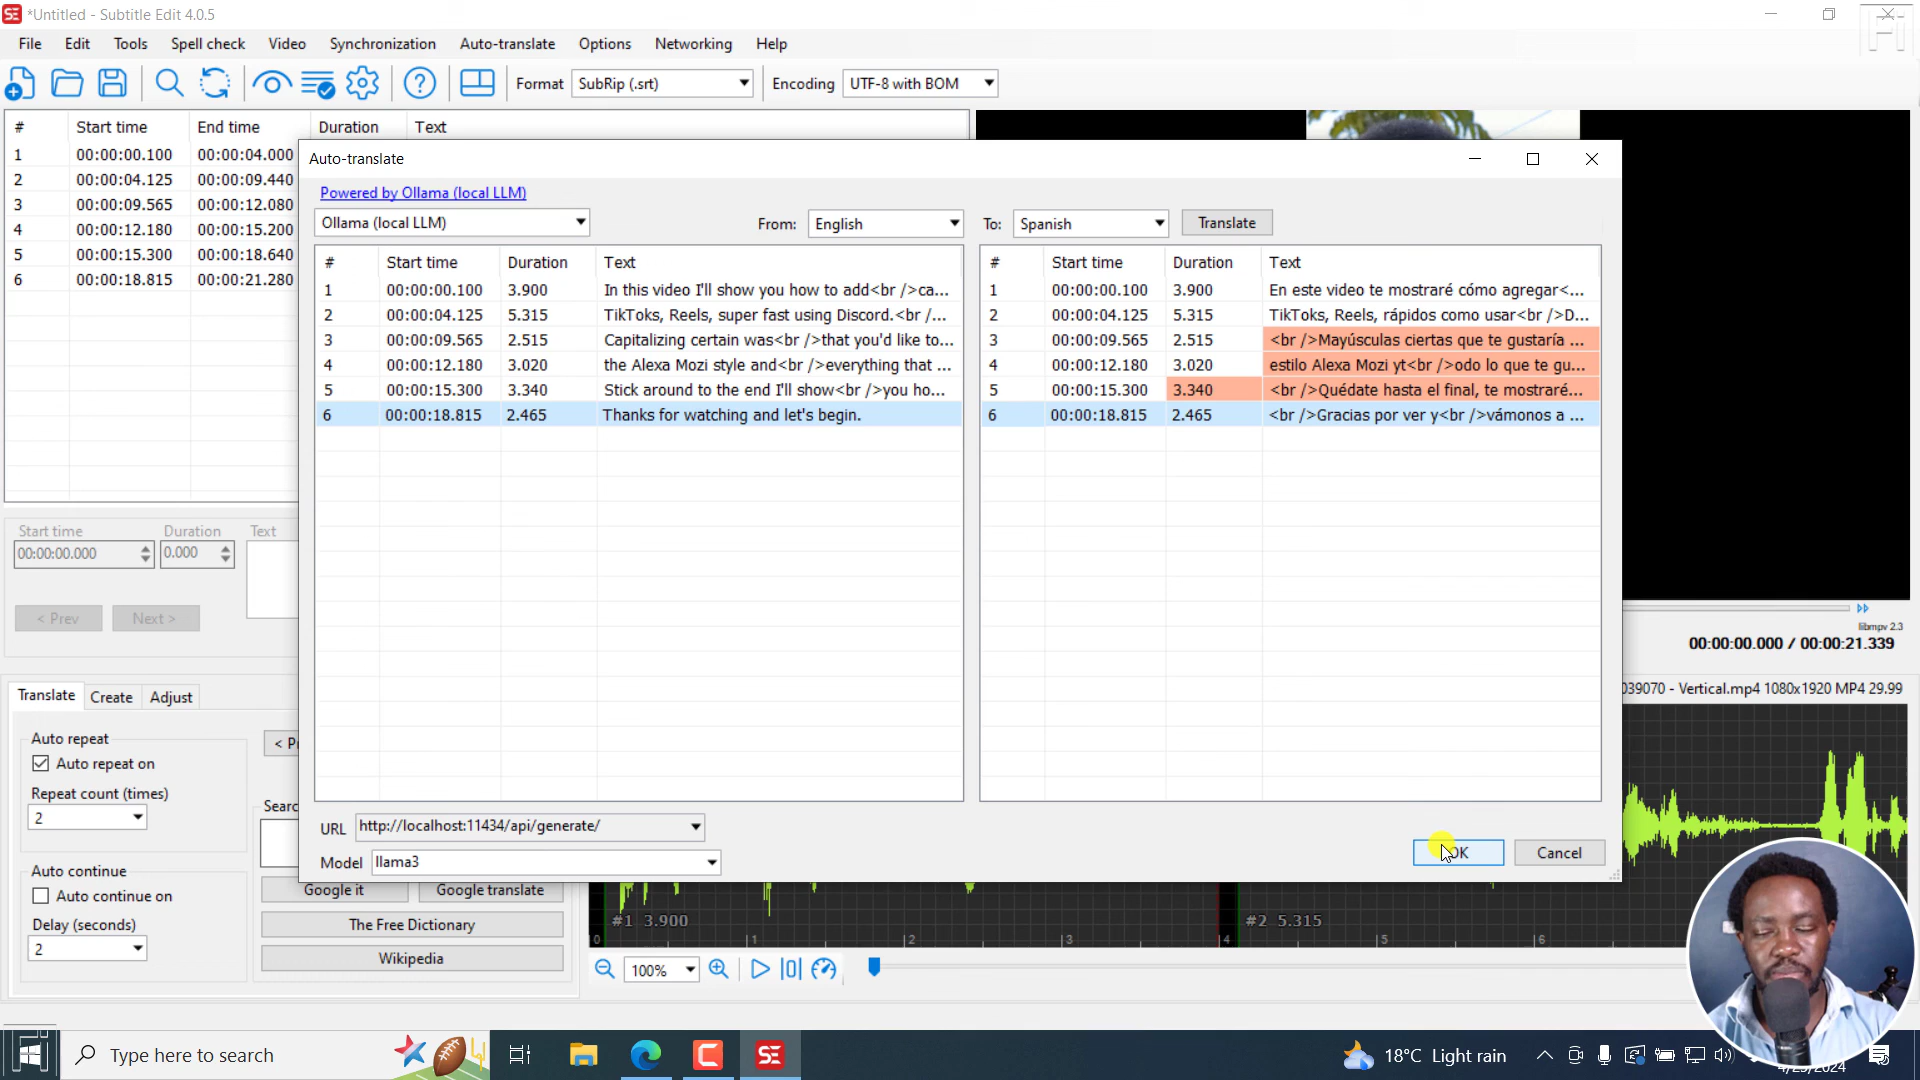 *Untitled - Subtitle Edit 4.0.5
File Edit Tools Spell check Video Synchronization Auto-translate Options Networking Help
Format SubRip (.srt) Encoding UTF-8 with BOM
# Start time End time Duration Text
1 00:00:00.100 00:00:04.000
2 00:00:04.125 00:00:09.440
3 00:00:09.565 00:00:12.080
4 00:00:12.180 00:00:15.200
5 00:00:15.300 00:00:18.640
6 00:00:18.815 00:00:21.280
Auto-translate
Powered by Ollama (local LLM)
Ollama (local LLM) From: English To: Spanish Translate
# Start time Duration Text
1 00:00:00.100 3.900 In this video I'll show you how to add<br />ca...
2 00:00:04.125 5.315 TikToks, Reels, super fast using Discord.<br /...
3 00:00:09.565 2.515 Capitalizing certain was<br />that you'd like to...
4 00:00:12.180 3.020 the Alexa Mozi style and<br />everything that ...
5 00:00:15.300 3.340 Stick around to the end I'll show<br />you ho...
6 00:00:18.815 2.465 Thanks for watching and let's begin.
# Start time Duration Text
1 00:00:00.100 3.900 En este video te mostraré cómo agregar<...
2 00:00:04.125 5.315 TikToks, Reels, rápidos como usar<br />D...
3 00:00:09.565 2.515 <br />Mayúsculas ciertas que te gustaría ...
4 00:00:12.180 3.020 estilo Alexa Mozi yt<br />odo lo que te gu...
5 00:00:15.300 3.340 <br />Quédate hasta el final, te mostraré...
6 00:00:18.815 2.465 <br />Gracias por ver y<br />vámonos a ...
URL http://localhost:11434/api/generate/
Model llama3
OK Cancel
Start time Duration Text
00:00:00.000 0.000
< Prev Next >
libmpv 2.3
00:00:00.000 / 00:00:21.339
039070 - Vertical.mp4 1080x1920 MP4 29.99
Translate Create Adjust
Auto repeat
Auto repeat on
Repeat count (times)
2
Auto continue
Auto continue on
Delay (seconds)
2
Google it Google translate
The Free Dictionary
Wikipedia
#1 3.900 #2 5.315
0 1 2 3 4 5 6
100%
Type here to search
18°C Light rain